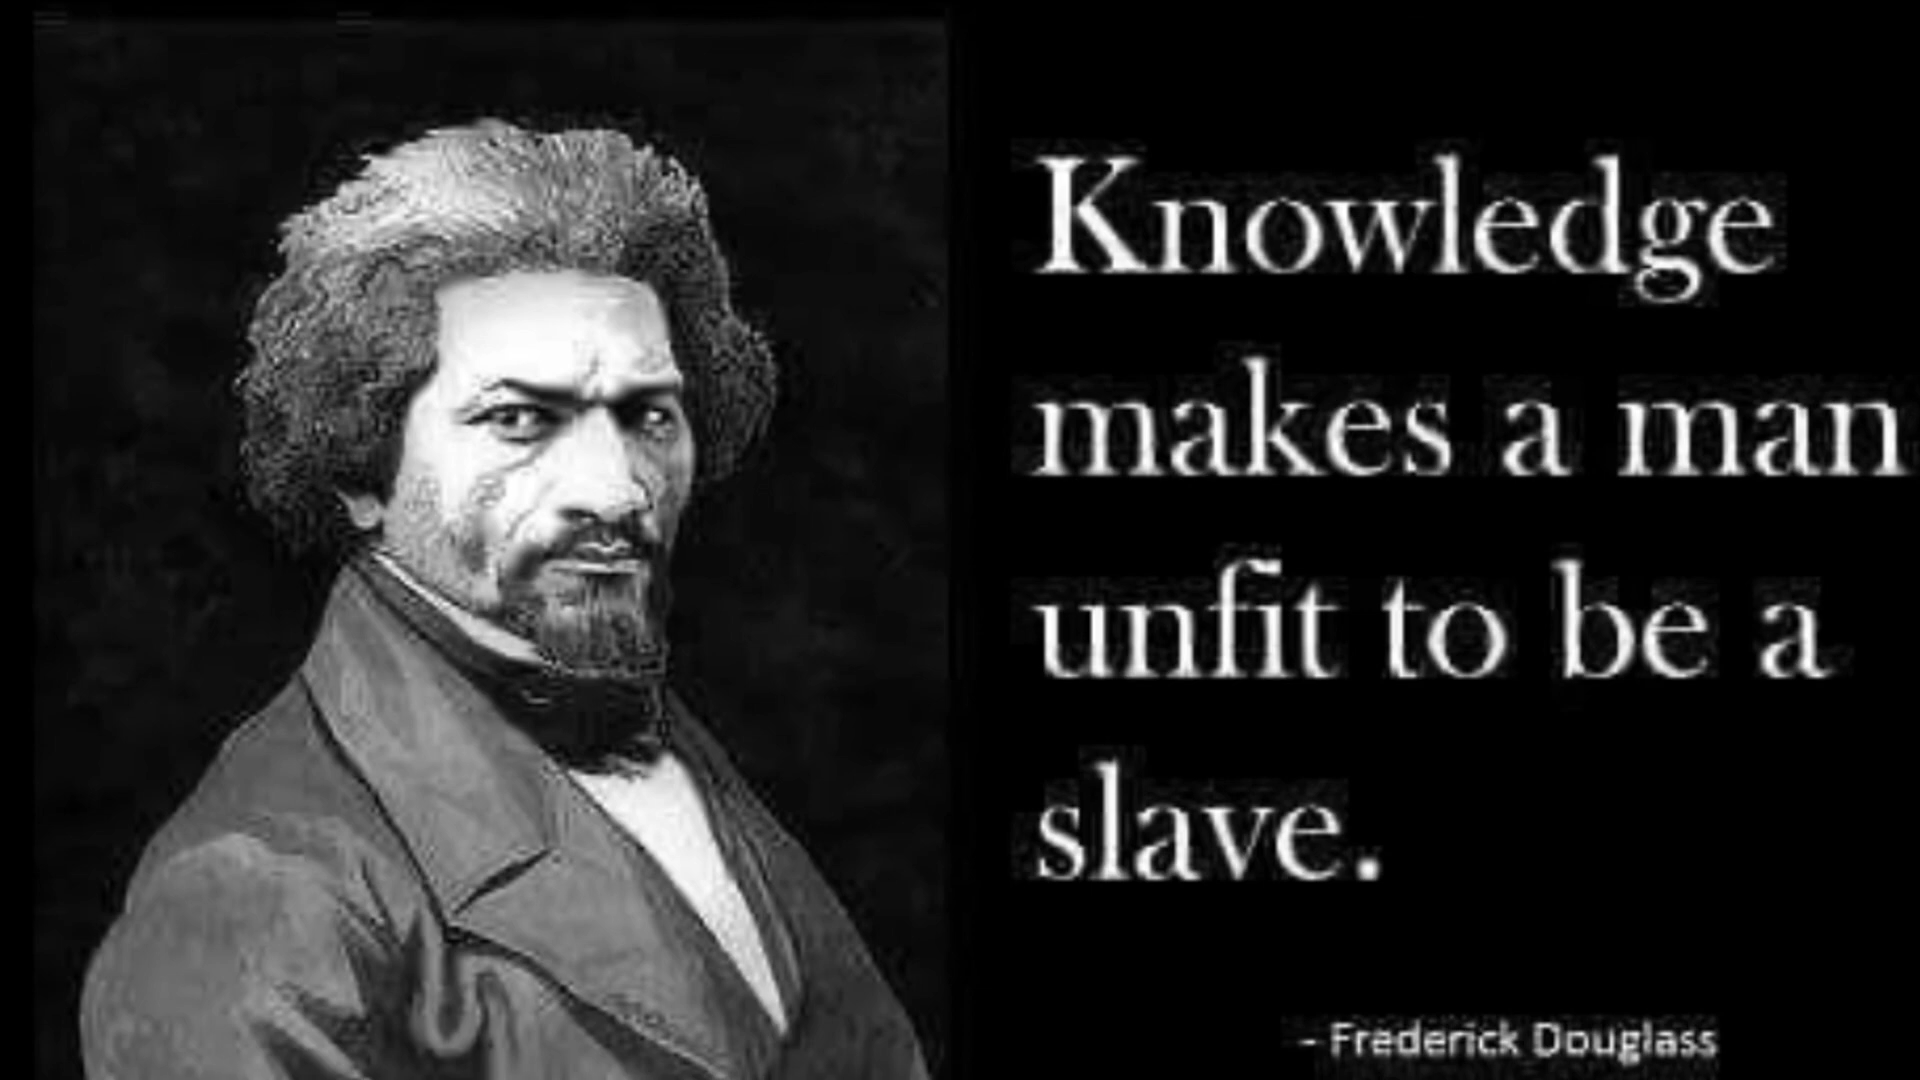 Knowledge
makes a man
unfit to be a
slave.
- Frederick Douglass